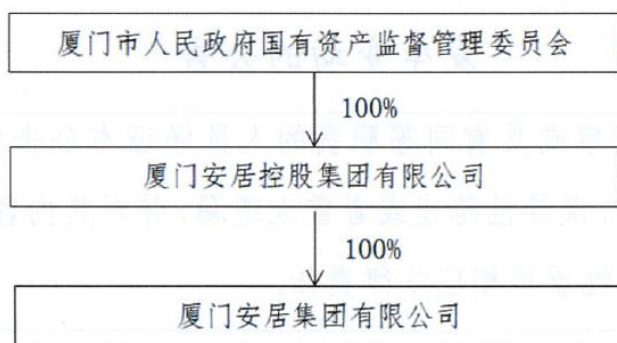 厦门市人民政府国有资产监督管理委员会
100%
厦门安居控股集团有限公司
100%
厦门安居集团有限公司